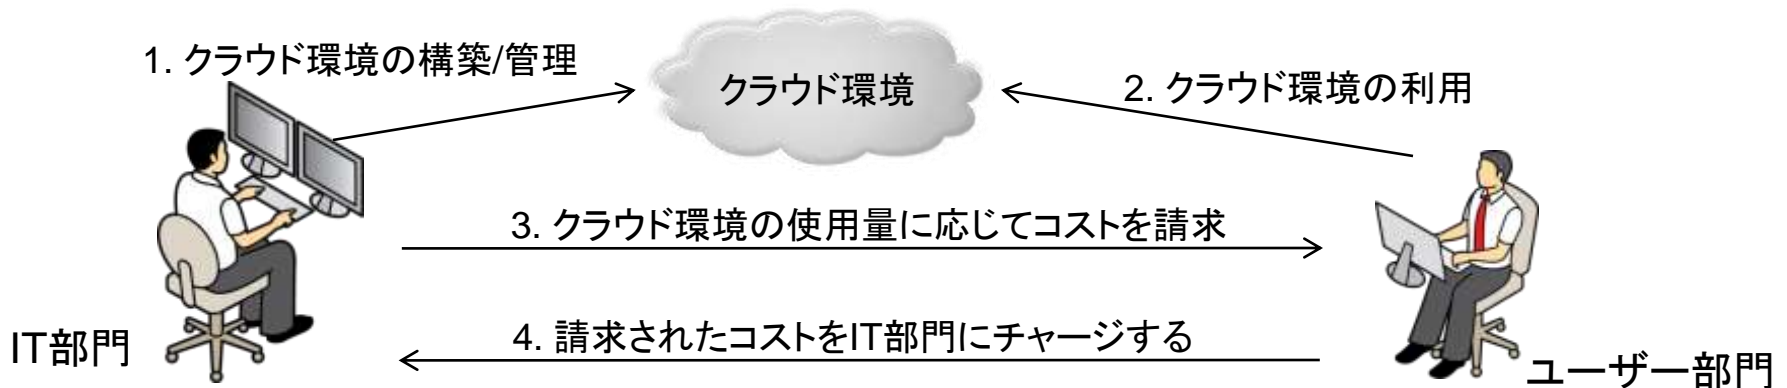 1. クラウド環境の構築/管理
クラウド環境
2. クラウド環境の利用
3. クラウド環境の使用量に応じてコストを請求
4. 請求されたコストをIT部門にチャージする
IT部門
ユーザー部門